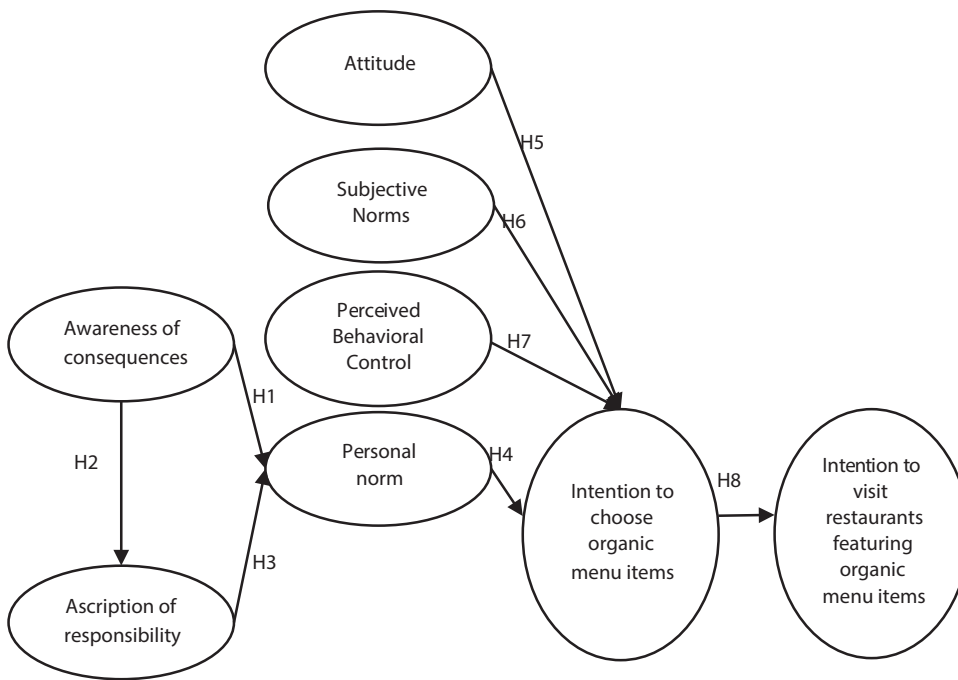 Attitude
H5
Subjective
Norms
H6
Perceived
Behavioral
Control
H7
Awareness of
consequences
H1
H2
Personal
norm
H4
H3
Ascription of
responsibility
Intention to
choose
organic
menu items
H8
Intention to
visit
restaurants
featuring
organic
menu items